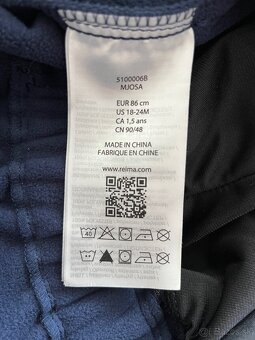 5100006B
MJOSA
EUR 86 cm
US 18-24M
CA 1,5 ans
CN 90/48
MADE IN CHINA
FABRIQUE EN CHINE
www.reima.com
40